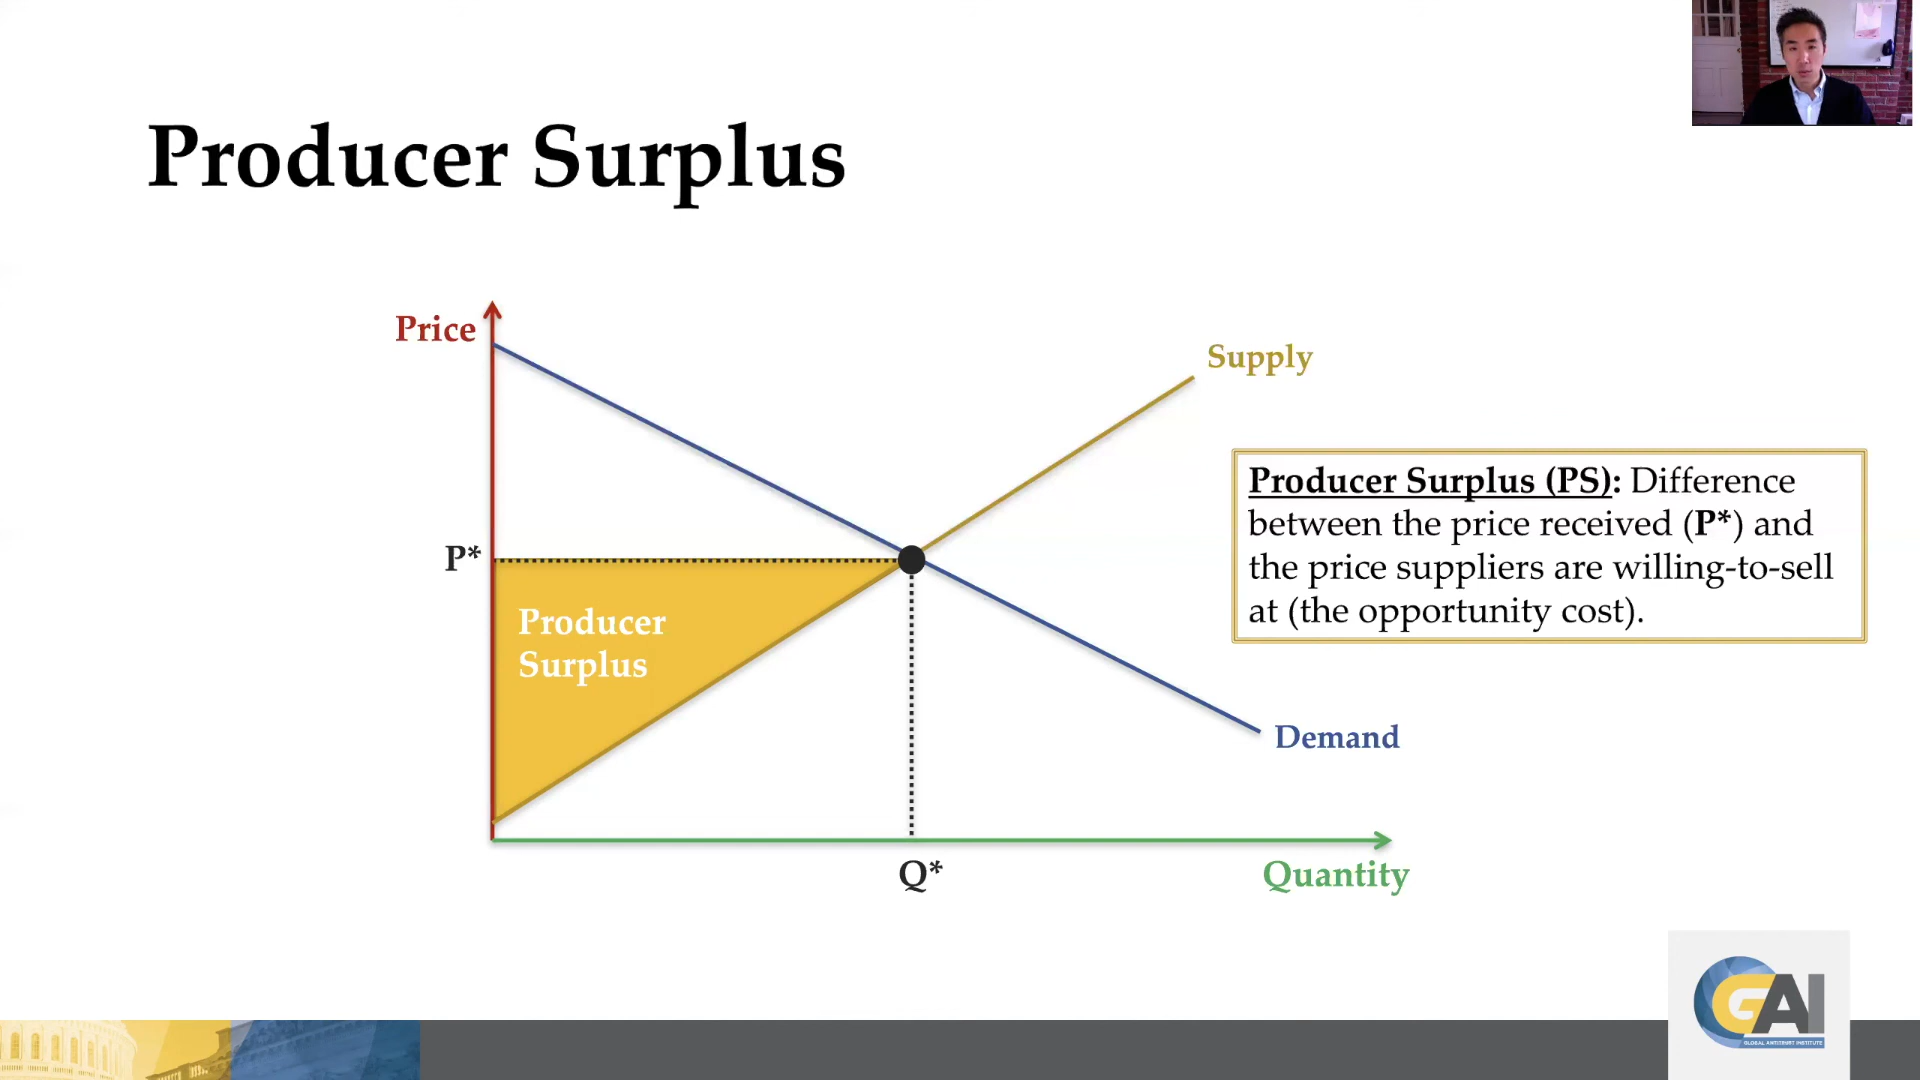 Producer Surplus
Price
Supply
Producer Surplus (PS): Difference
between the price received (P*) and
the price suppliers are willing-to-sell
at (the opportunity cost).
P*
Producer
Surplus
Demand
Q*
Quantity
GAI
GLOBAL ANTITRUST INSTITUTE